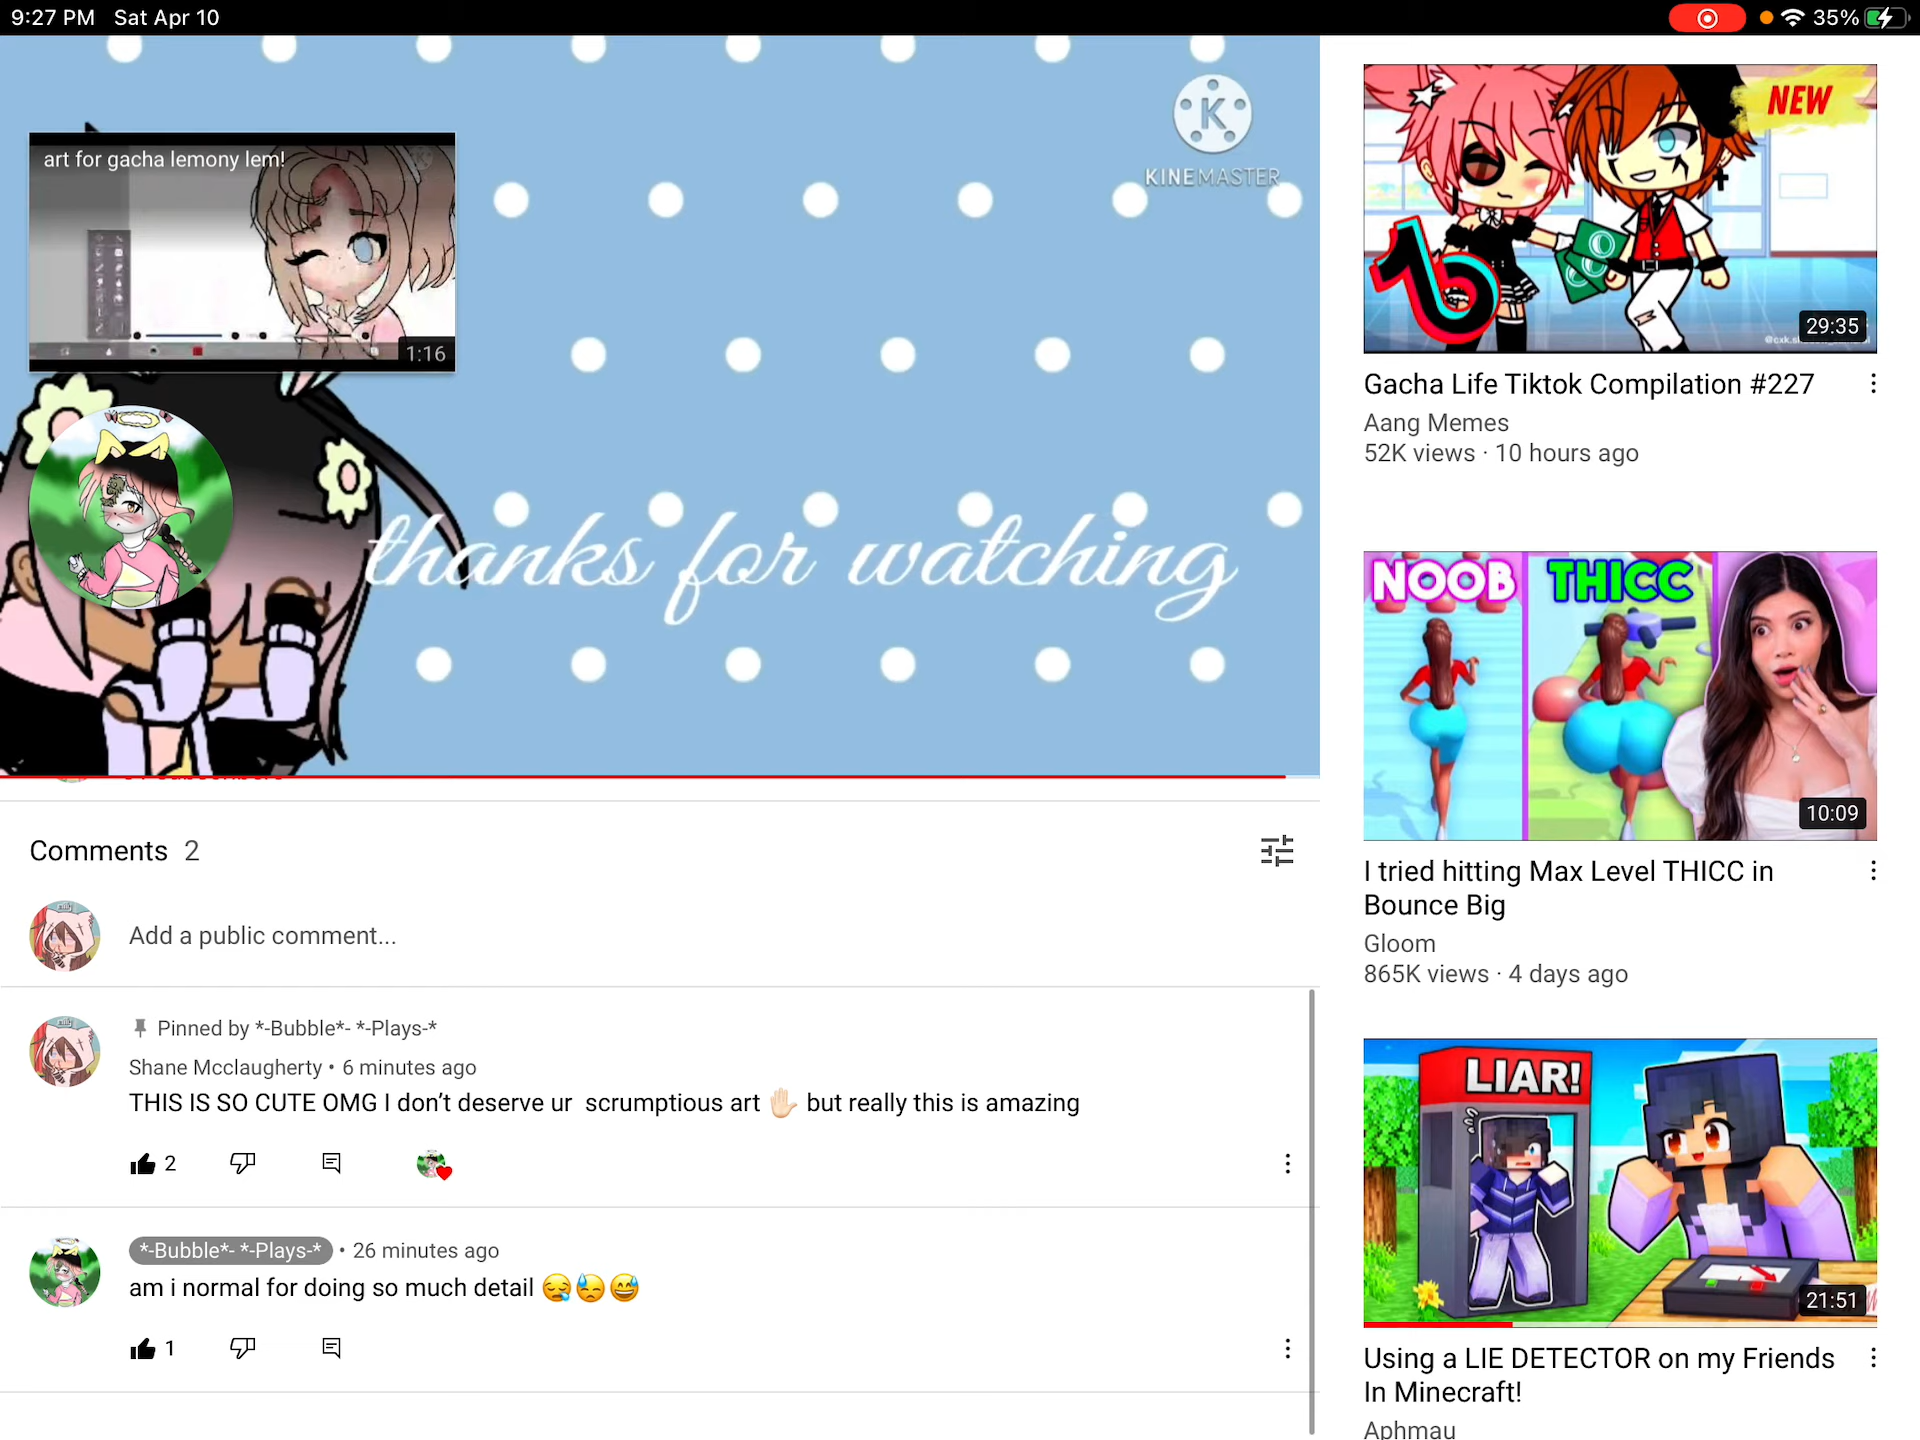 9:27 PM Sat Apr 10
35%
art for gacha lemony lem!
1:16
KINEMASTER
thanks for watching
Comments 2
Add a public comment...
Pinned by *-Bubble*- *-Plays-*
Shane Mcclaugherty • 6 minutes ago
THIS IS SO CUTE OMG I don't deserve ur scrumptious art ✋🏻 but really this is amazing
2
*-Bubble*- *-Plays-* • 26 minutes ago
am i normal for doing so much detail 😪😓😅
1
NEW
29:35
Gacha Life Tiktok Compilation #227
Aang Memes
52K views · 10 hours ago
NOOB THICC
10:09
I tried hitting Max Level THICC in
Bounce Big
Gloom
865K views · 4 days ago
LIAR!
21:51
Using a LIE DETECTOR on my Friends
In Minecraft!
Aphmau